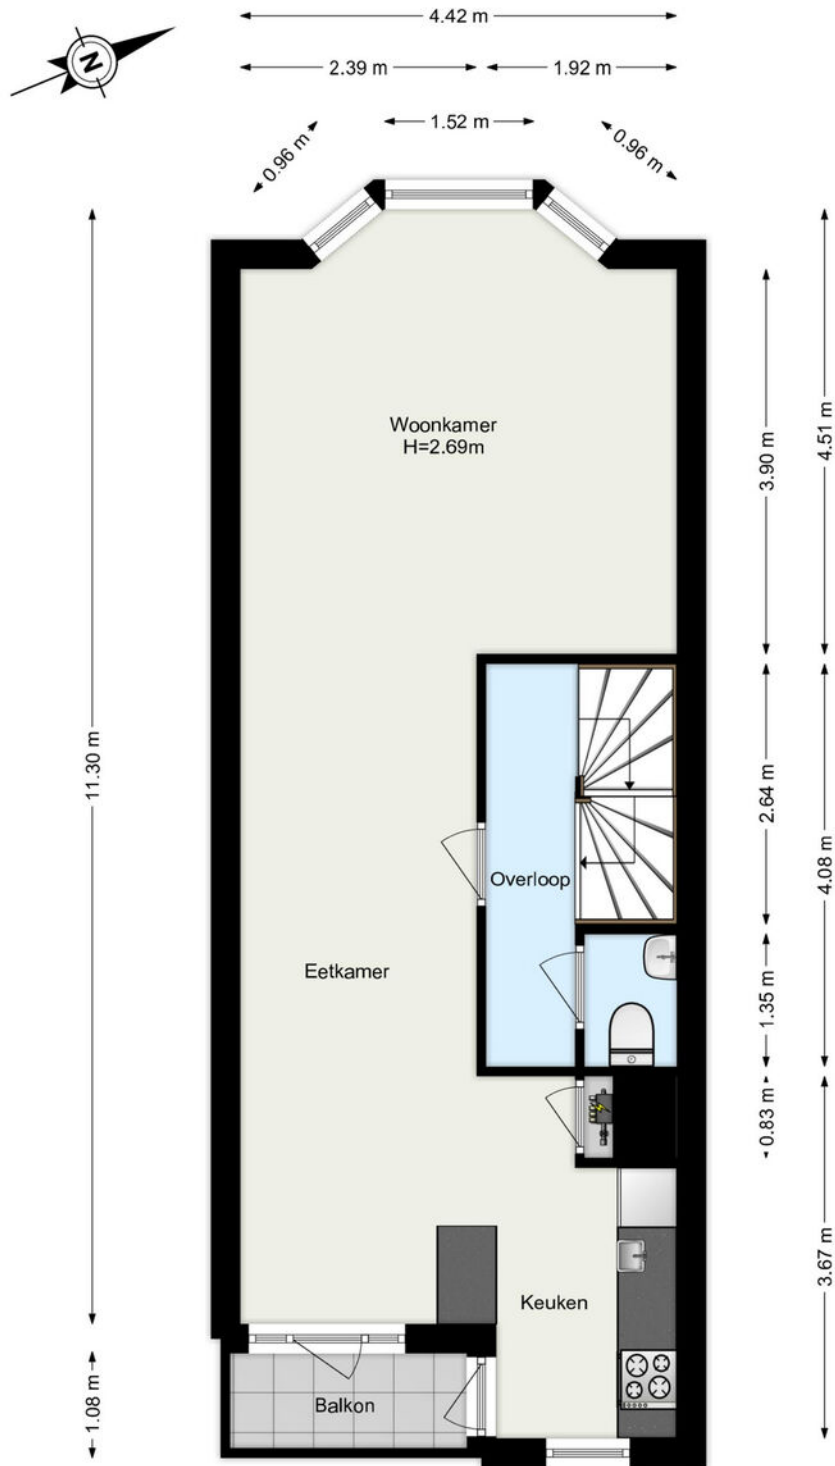 4.42 m
2.39 m
1.92 m
1.52 m
0.96 m
0.96 m
N
Woonkamer
H=2.69m
3.90 m
4.51 m
11.30 m
2.64 m
4.08 m
Overloop
Eetkamer
1.35 m
0.83 m
3.67 m
Keuken
Balkon
1.08 m